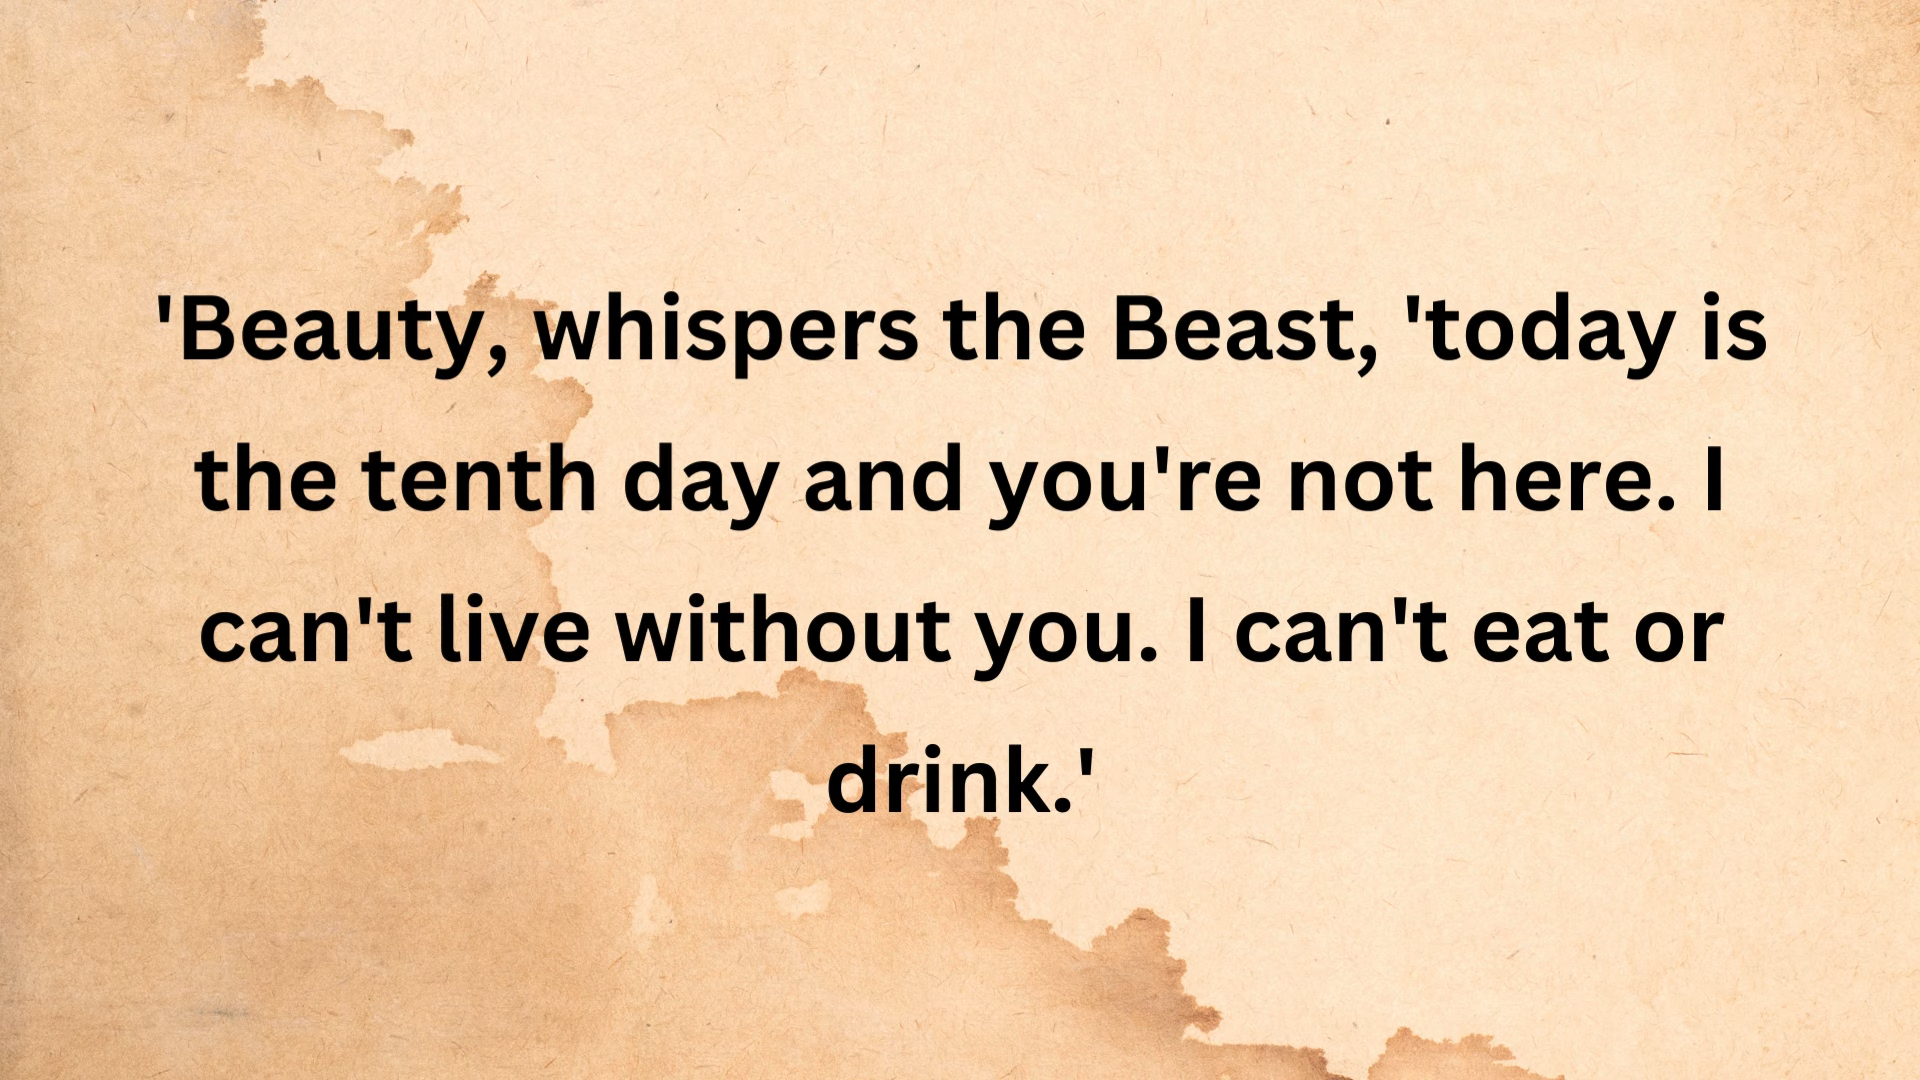 'Beauty, whispers the Beast, 'today is
the tenth day and you're not here. I
can't live without you. I can't eat or
drink.'